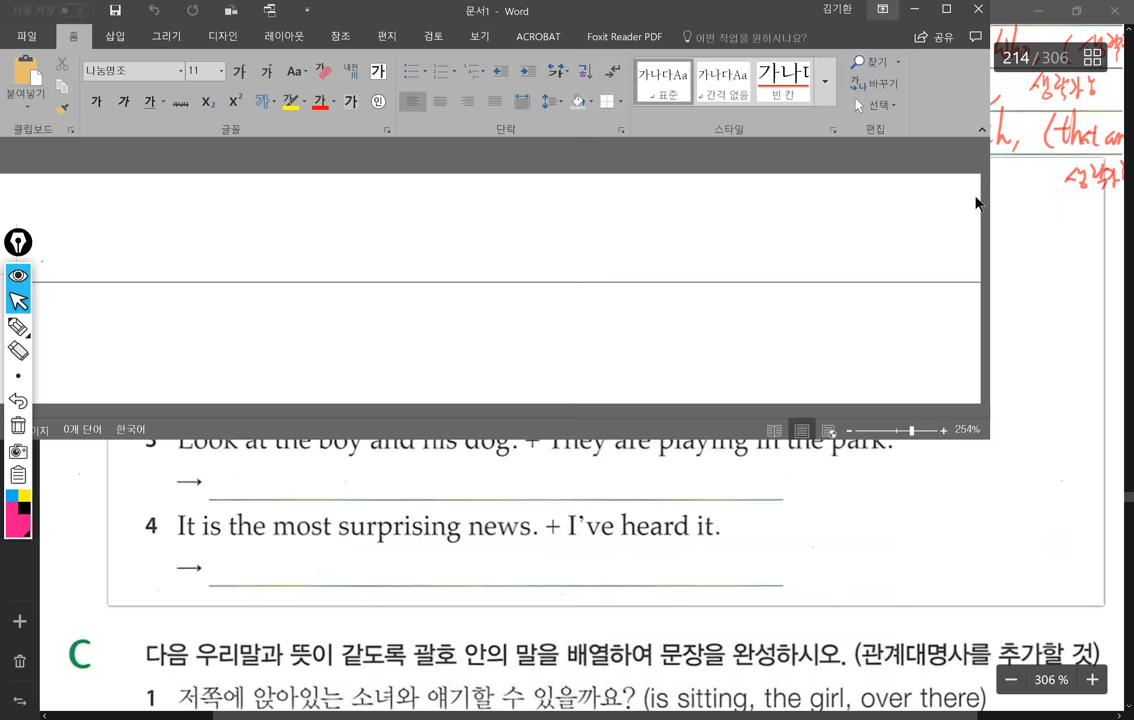 자동 저장
문서1 - Word
김기환
파일 홈 삽입 그리기 디자인 레이아웃 참조 편지 검토 보기 ACROBAT Foxit Reader PDF 어떤 작업을 원하시나요? 공유
214 / 306
붙여넣기
나눔명조 11
가나다Aa
가나다Aa
표준
간격 없음
빈 칸
찾기
바꾸기
선택
클립보드 글꼴 단락 스타일 편집
생략가능
(that
0개 단어 한국어 254%
3 Look at the boy and his dog. + They are playing in the park.
→
4 It is the most surprising news. + I've heard it.
→
C 다음 우리말과 뜻이 같도록 괄호 안의 말을 배열하여 문장을 완성하시오. (관계대명사를 추가할 것)
306 %
1 저쪽에 앉아있는 소녀와 얘기할 수 있을까요? (is sitting, the girl, over there)